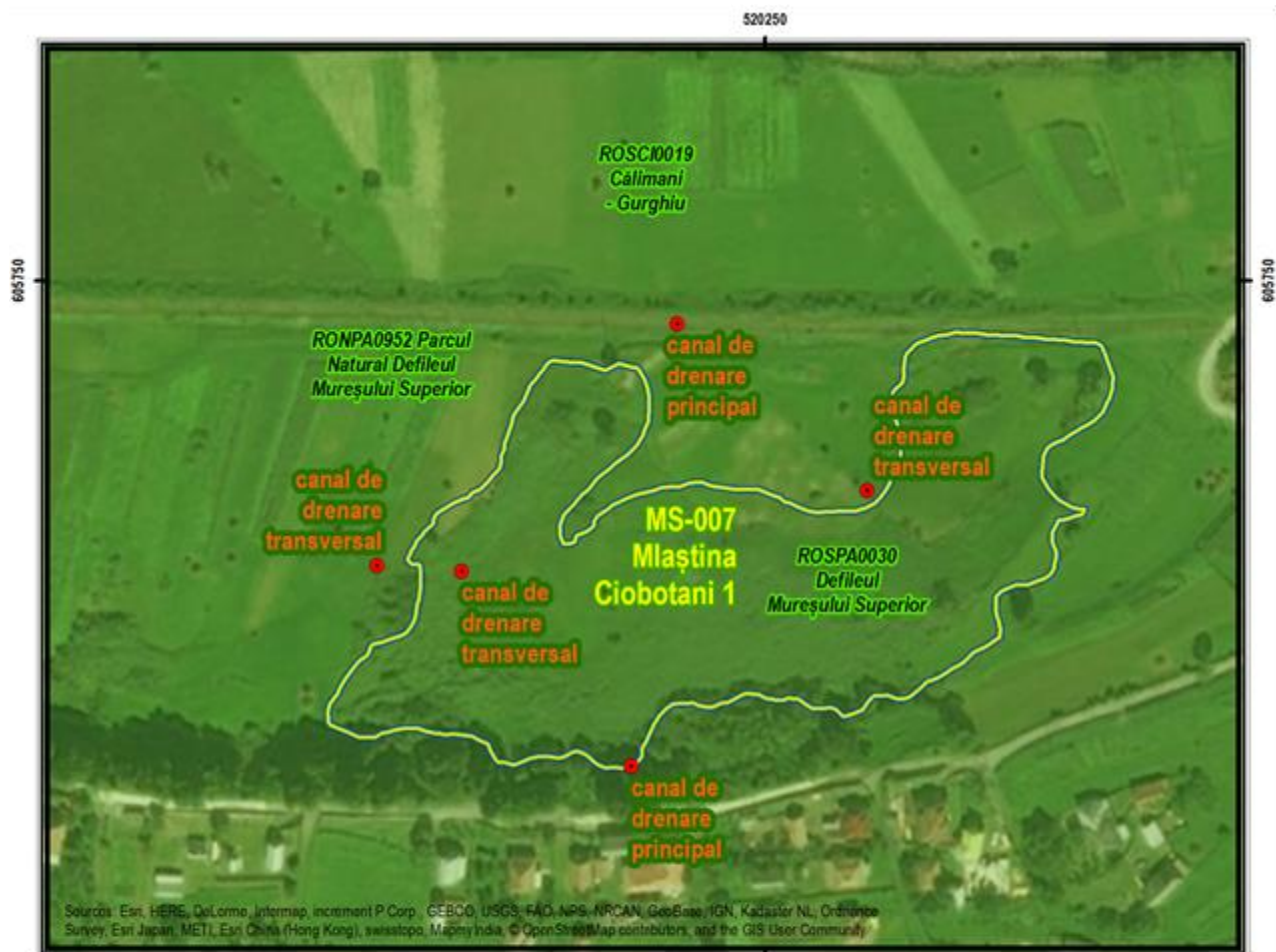 520250
ROSCI0019
Călimani
- Gurghiu
605750
605750
RONPA0952 Parcul
Natural Defileul
Mureșului Superior
canal de
drenare
principal
canal de
drenare
transversal
canal de
drenare
transversal
MS-007
Mlaștina
Ciobotani 1
ROSPA0030
Defileul
Mureșului Superior
canal de
drenare
transversal
canal de
drenare
principal
Sources: Esri, HERE, DeLorme, Intermap, increment P Corp., GEBCO, USGS, FAO, NPS, NRCAN, GeoBase, IGN, Kadaster NL, Ordnance
Survey, Esri Japan, METI, Esri China (Hong Kong), swisstopo, MapmyIndia, © OpenStreetMap contributors, and the GIS User Community